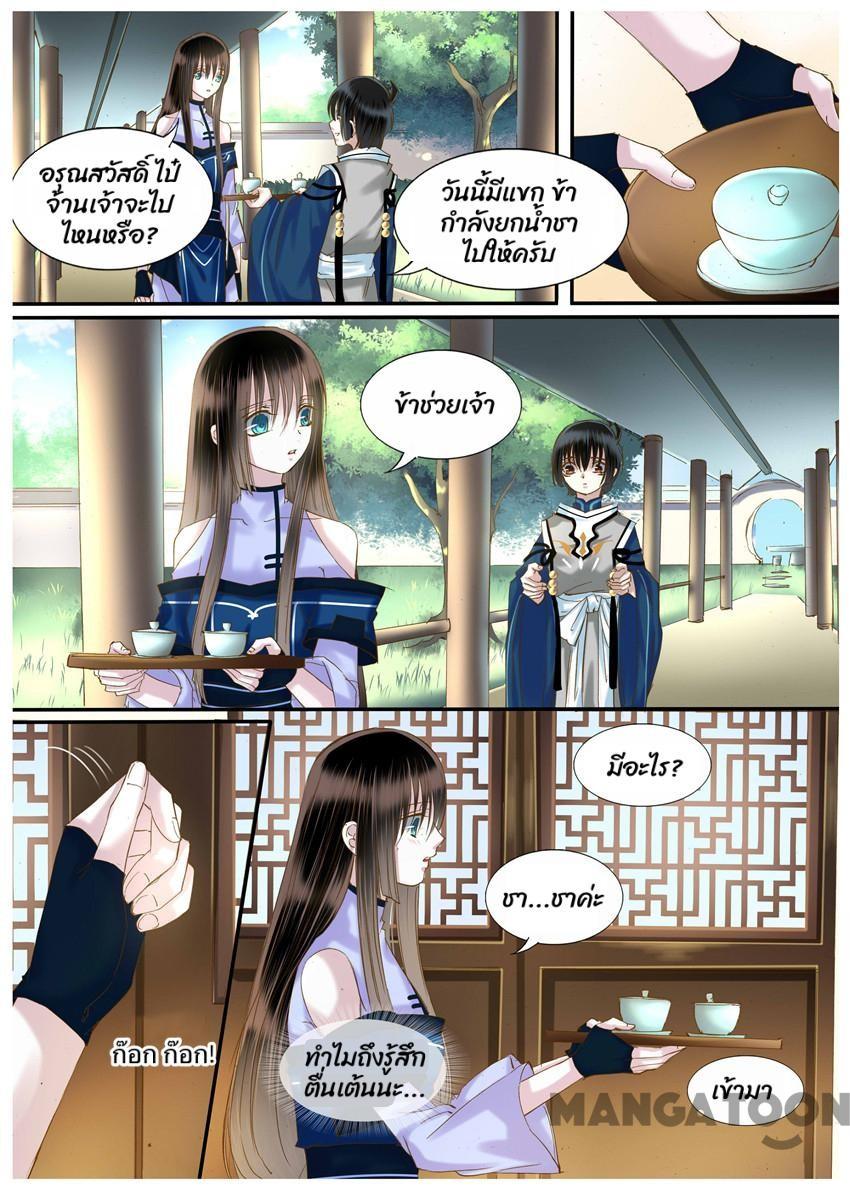 อรุณสวัสดิ์ ไป๋
จ้านเจ้าจะไป
ไหนหรือ?
วันนี้มีแขก ข้า
กำลังยกน้ำชา
ไปให้ครับ
ข้าช่วยเจ้า
มีอะไร?
ชา...ชาค่ะ
ก๊อก ก๊อก!
ทำไมถึงรู้สึก
ตื่นเต้นนะ...
เข้ามา
MANGATOON